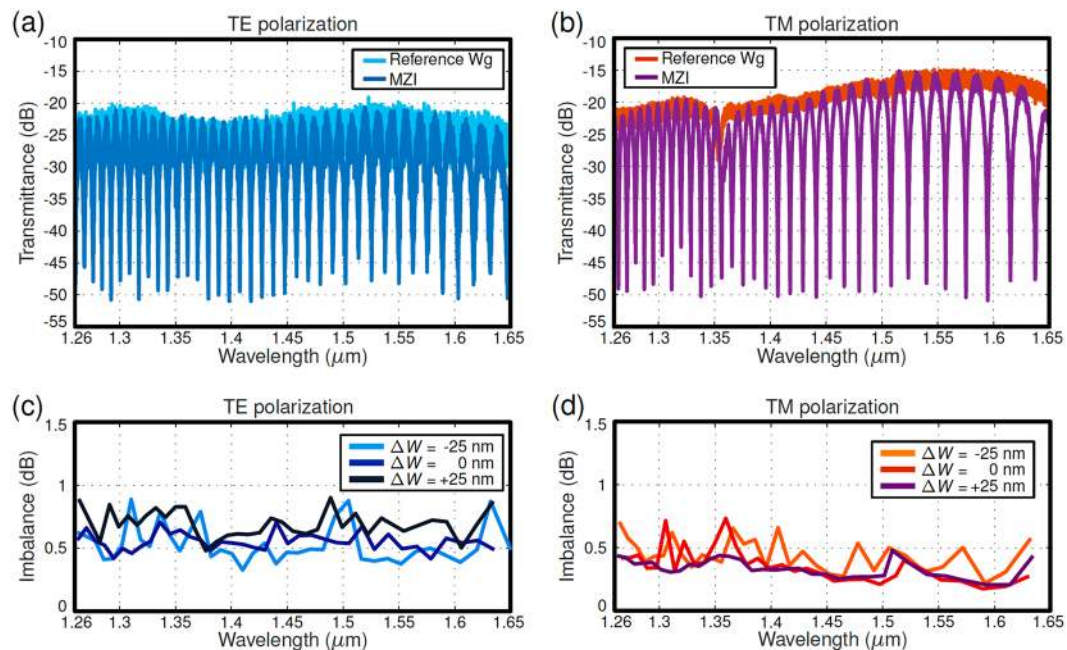 (a)
TE polarization
Transmittance (dB)
-10
-15
-20
-25
-30
-35
-40
-45
-50
-55
Reference Wg
MZI
1.26 1.3 1.35 1.4 1.45 1.5 1.55 1.6 1.65
Wavelength (μm)
(b)
TM polarization
Transmittance (dB)
-10
-15
-20
-25
-30
-35
-40
-45
-50
-55
Reference Wg
MZI
1.26 1.3 1.35 1.4 1.45 1.5 1.55 1.6 1.65
Wavelength (μm)
(c)
TE polarization
Imbalance (dB)
1.5
1
0.5
0
ΔW = -25 nm
ΔW = 0 nm
ΔW = +25 nm
1.26 1.3 1.35 1.4 1.45 1.5 1.55 1.6 1.65
Wavelength (μm)
(d)
TM polarization
Imbalance (dB)
1.5
1
0.5
0
ΔW = -25 nm
ΔW = 0 nm
ΔW = +25 nm
1.26 1.3 1.35 1.4 1.45 1.5 1.55 1.6 1.65
Wavelength (μm)